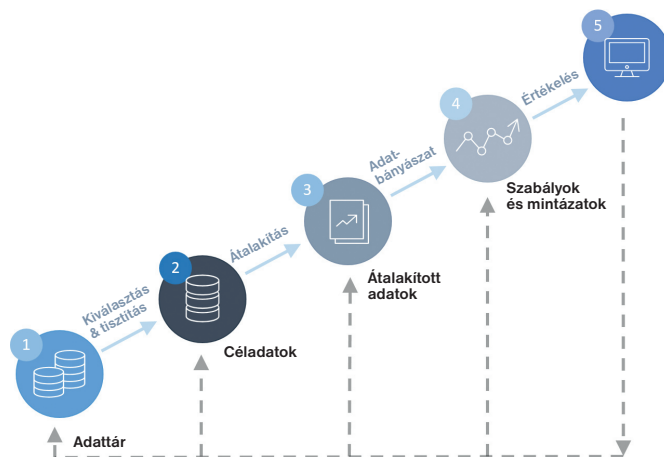 1
Adattár
Kiválasztás
& tisztítás
2
Céladatok
Átalakítás
3
Átalakított
adatok
Adat-
bányászat
4
Szabályok
és mintázatok
Értékelés
5